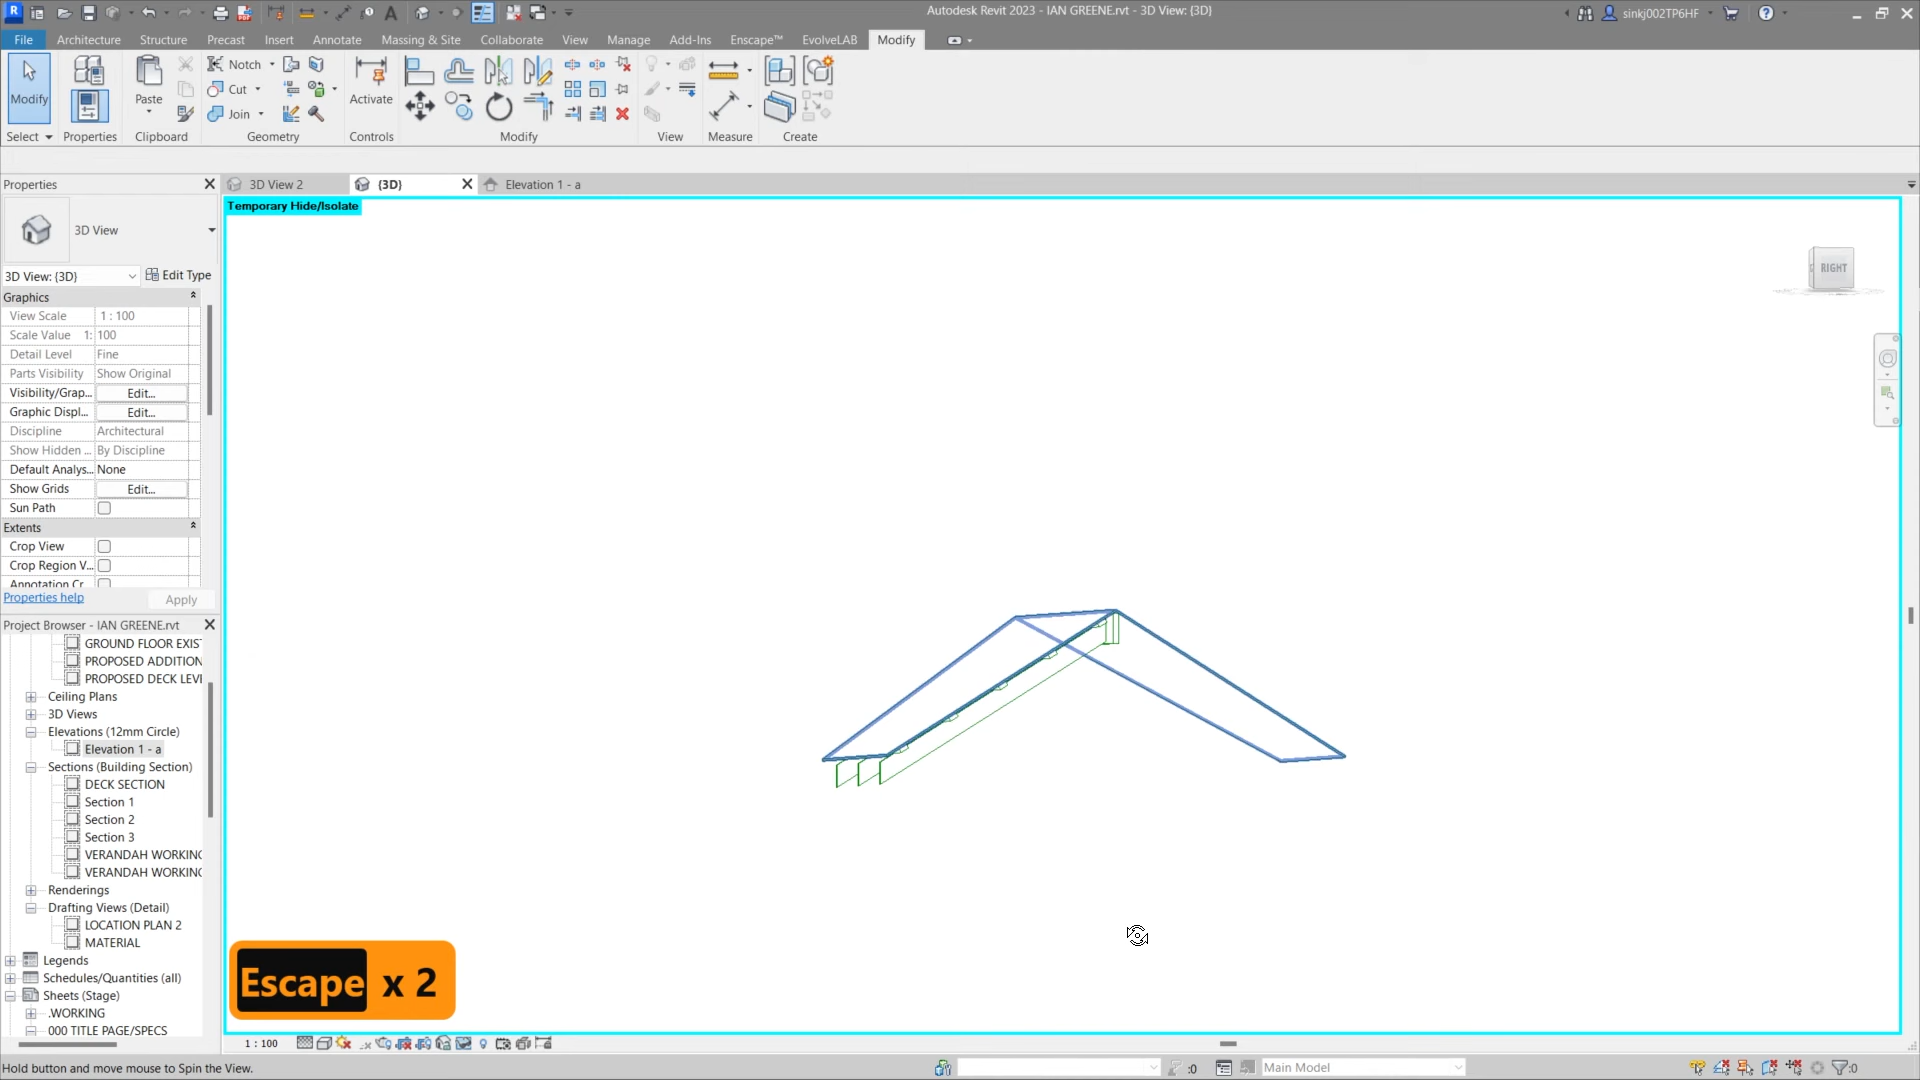 Autodesk Revit 2023 - IAN GREENE.rvt - 3D View: {3D}
sinkj002TP6HF
File Architecture Structure Precast Insert Annotate Massing & Site Collaborate View Manage Add-Ins Enscape™ EvolveLAB Modify
Modify
Paste
Notch
Cut
Join
Activate
Select Properties Clipboard Geometry Controls Modify View Measure Create
Properties
3D View 2
{3D}
Elevation 1 - a
Temporary Hide/Isolate
3D View
3D View: {3D}
Edit Type
Graphics
View Scale 1 : 100
Scale Value 1: 100
Detail Level Fine
Parts Visibility Show Original
Visibility/Grap... Edit...
Graphic Displ... Edit...
Discipline Architectural
Show Hidden ... By Discipline
Default Analys... None
Show Grids Edit...
Sun Path
Extents
Crop View
Crop Region V...
Annotation Cr
Properties help
Apply
RIGHT
Project Browser - IAN GREENE.rvt
GROUND FLOOR EXIST
PROPOSED ADDITION
PROPOSED DECK LEVE
Ceiling Plans
3D Views
Elevations (12mm Circle)
Elevation 1 - a
Sections (Building Section)
DECK SECTION
Section 1
Section 2
Section 3
VERANDAH WORKING
VERANDAH WORKING
Renderings
Drafting Views (Detail)
LOCATION PLAN 2
MATERIAL
Legends
Schedules/Quantities (all)
Sheets (Stage)
.WORKING
000 TITLE PAGE/SPECS
Escape x 2
1 : 100
Hold button and move mouse to Spin the View.
:0
Main Model
:0